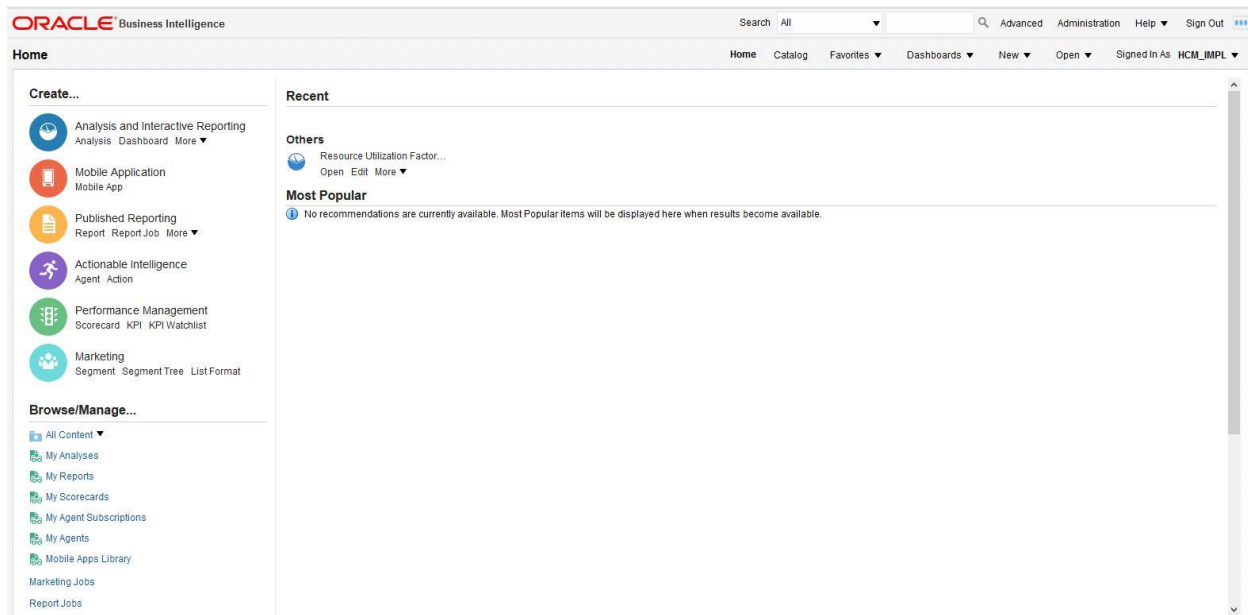 ORACLE Business Intelligence
Search All Advanced Administration Help Sign Out
Home
Home Catalog Favorites Dashboards New Open Signed In As HCM_IMPL
Create...
Analysis and Interactive Reporting
Analysis Dashboard More
Mobile Application
Mobile App
Published Reporting
Report Report Job More
Actionable Intelligence
Agent Action
Performance Management
Scorecard KPI KPI Watchlist
Marketing
Segment Segment Tree List Format
Browse/Manage...
All Content
My Analyses
My Reports
My Scorecards
My Agent Subscriptions
My Agents
Mobile Apps Library
Marketing Jobs
Report Jobs
Recent
Others
Resource Utilization Factor...
Open Edit More
Most Popular
No recommendations are currently available. Most Popular items will be displayed here when results become available.